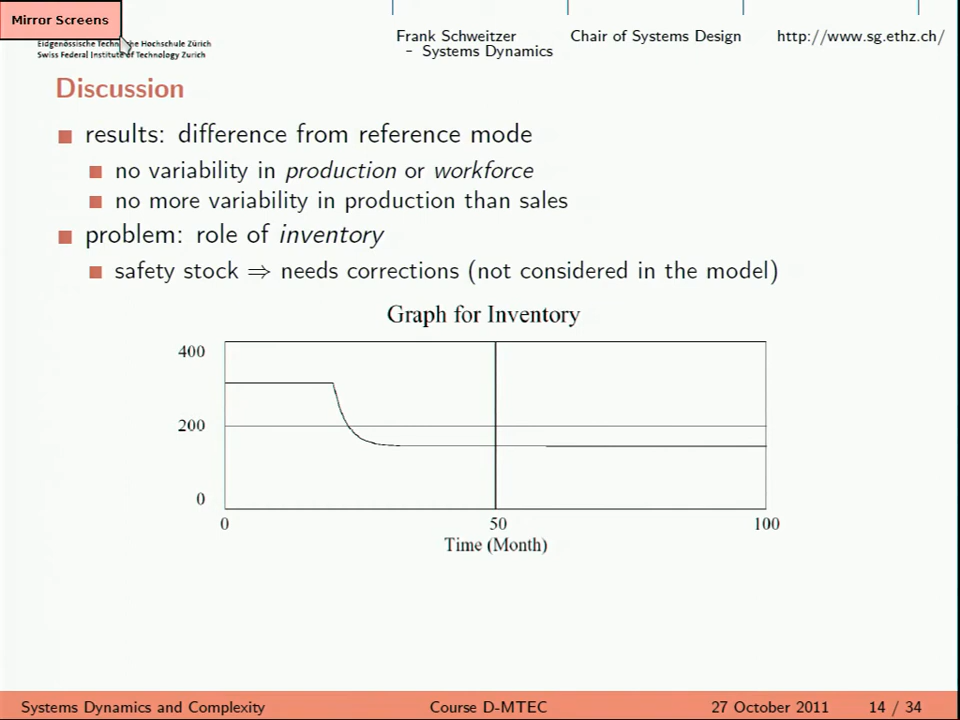 Mirror Screens
Eidgenössische Technische Hochschule Zürich
Swiss Federal Institute of Technology Zurich
Frank Schweitzer
– Systems Dynamics
Chair of Systems Design
http://www.sg.ethz.ch/
Discussion
results: difference from reference mode
no variability in production or workforce
no more variability in production than sales
problem: role of inventory
safety stock ⇒ needs corrections (not considered in the model)
Graph for Inventory
400
200
0
0 50 100
Time (Month)
Systems Dynamics and Complexity Course D-MTEC 27 October 2011 14 / 34